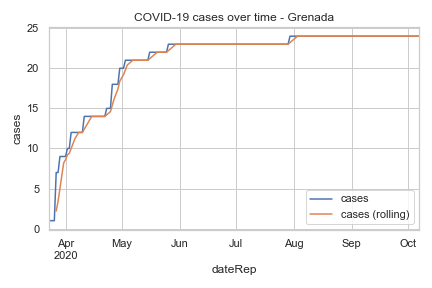 COVID-19 cases over time - Grenada
25
20
15
10
5
0
cases
cases
cases (rolling)
Apr May Jun Jul Aug Sep Oct
2020
dateRep